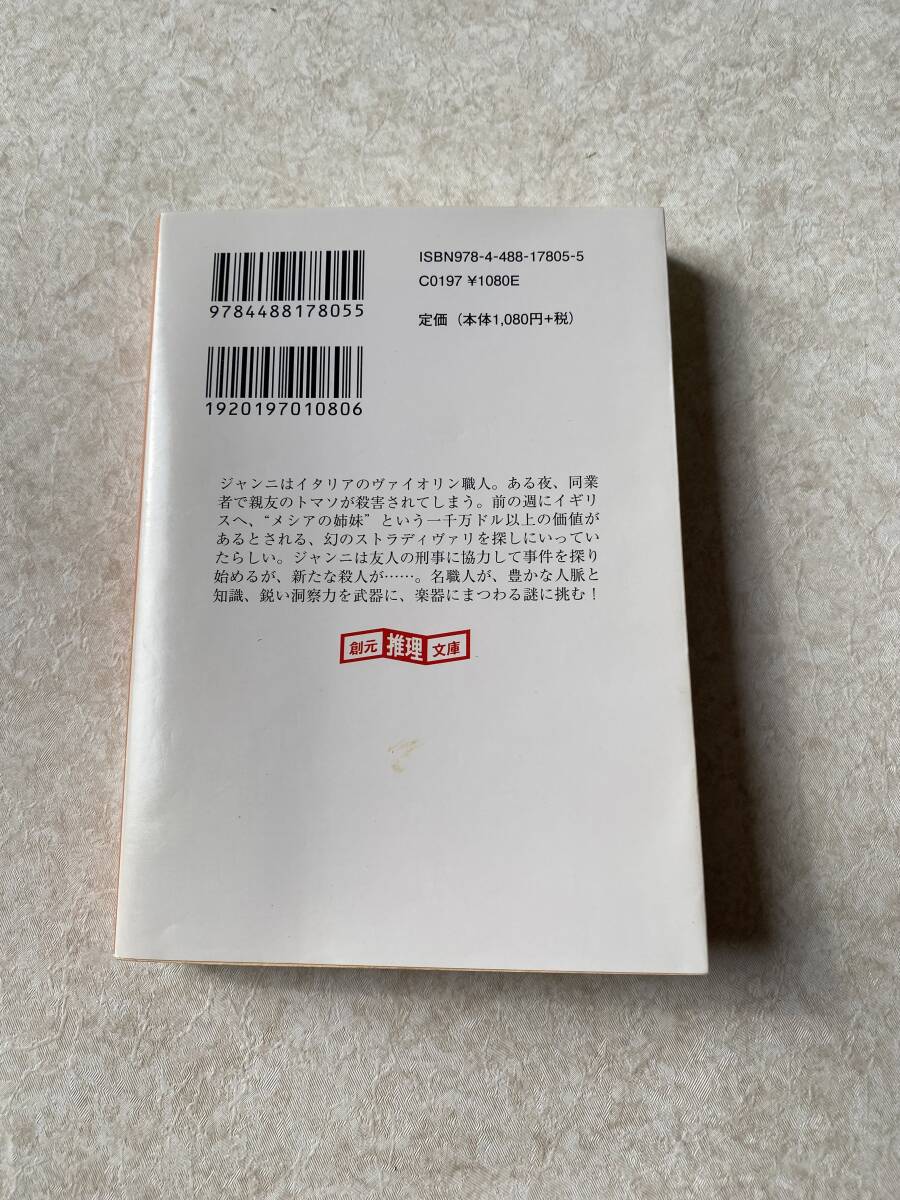 ISBN978-4-488-17805-5
C0197 ¥1080E
9784488178055
定価（本体1,080円+税）
1920197010806
ジャンニはイタリアのヴァイオリン職人。ある夜、同業
者で親友のトマソが殺害されてしまう。前の週にイギリ
スへ、“メシアの姉妹”という一千万ドル以上の価値が
あるとされる、幻のストラディヴァリを探しにいってい
たらしい。ジャンニは友人の刑事に協力して事件を探り
始めるが、新たな殺人が……。名職人が、豊かな人脈と
知識、鋭い洞察力を武器に、楽器にまつわる謎に挑む！
創元推理文庫